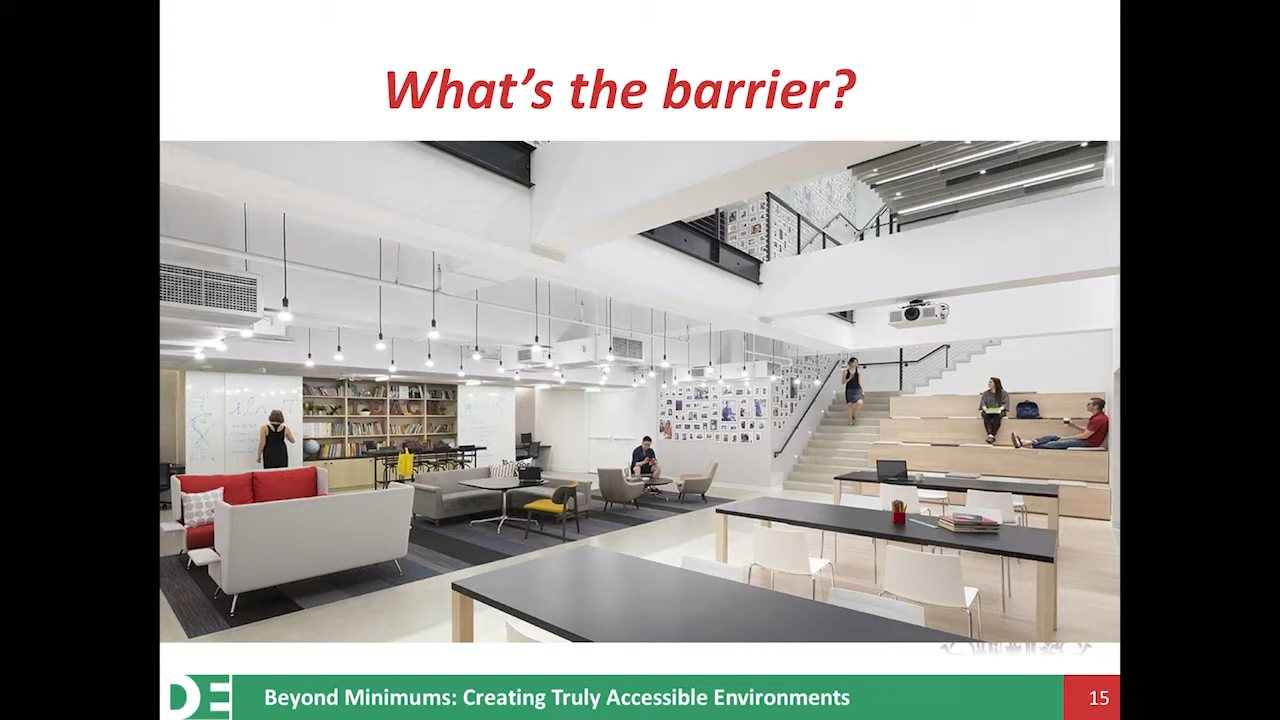 What's the barrier?
DE
Beyond Minimums: Creating Truly Accessible Environments
15